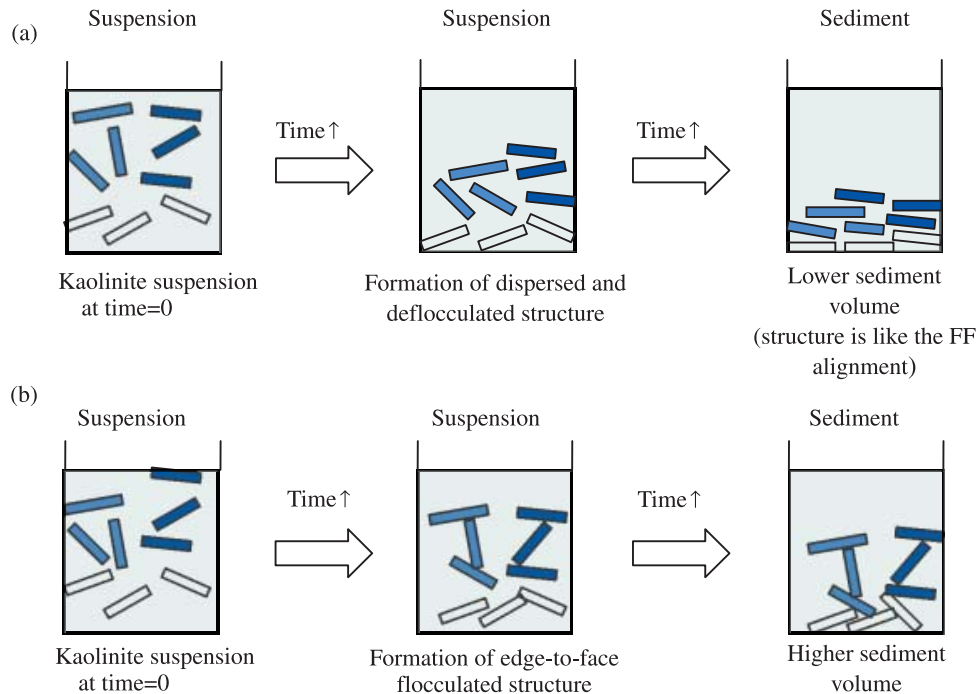 (a)
Suspension
Suspension
Sediment
Time↑
Time↑
Kaolinite suspension
at time=0
Formation of dispersed and
deflocculated structure
Lower sediment
volume
(structure is like the FF
alignment)
(b)
Suspension
Suspension
Sediment
Time↑
Time↑
Kaolinite suspension
at time=0
Formation of edge-to-face
flocculated structure
Higher sediment
volume